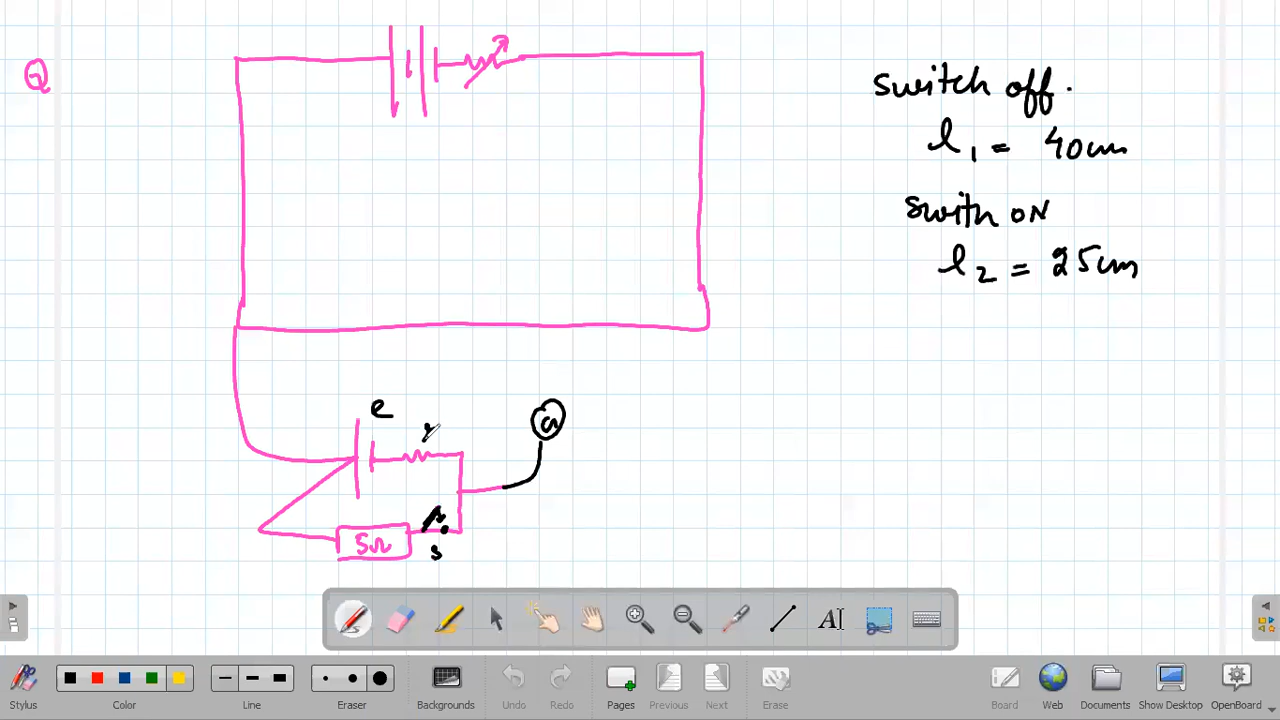 Q
switch off.
l1 = 40cm
swith ON
l2 = 25cm
e
r
G
5Ω
s
AI
Stylus
Color
Line
Eraser
Backgrounds
Undo
Redo
Pages
Previous
Next
Erase
Board
Web
Documents
Show Desktop
OpenBoard